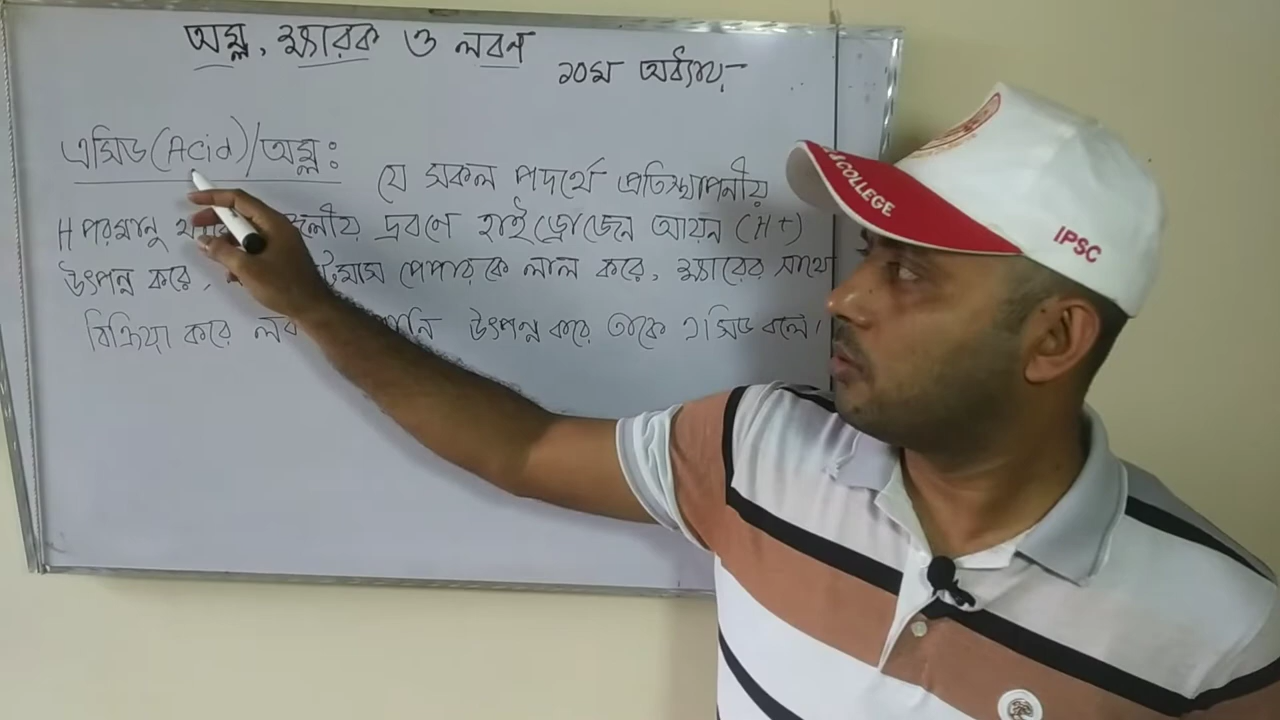 অম্ল, ক্ষারক ও লবণ
১০ম অধ্যায়-
এসিড (Acid)/অম্ল:
যে সকল পদার্থে প্রতিস্থাপনীয়
H পরমানু দ্রবণে হাইড্রোজেন আয়ন (H+)
উৎপন্ন করে, পেপারকে লাল করে, ক্ষারের সাথে
বিক্রিয়া করে উৎপন্ন করে তাকে এসিড বলে।
COLLEGE
IPSC